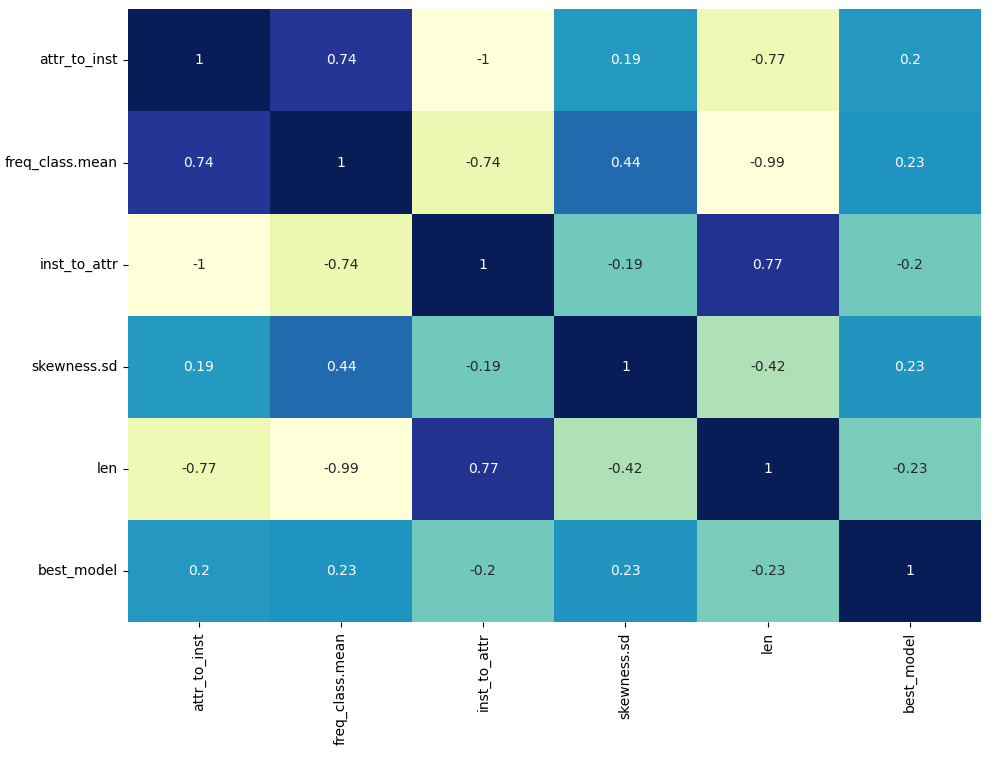 attr_to_inst 1 0.74 -1 0.19 -0.77 0.2
freq_class.mean 0.74 1 -0.74 0.44 -0.99 0.23
inst_to_attr -1 -0.74 1 -0.19 0.77 -0.2
skewness.sd 0.19 0.44 -0.19 1 -0.42 0.23
len -0.77 -0.99 0.77 -0.42 1 -0.23
best_model 0.2 0.23 -0.2 0.23 -0.23 1
attr_to_inst
freq_class.mean
inst_to_attr
skewness.sd
len
best_model